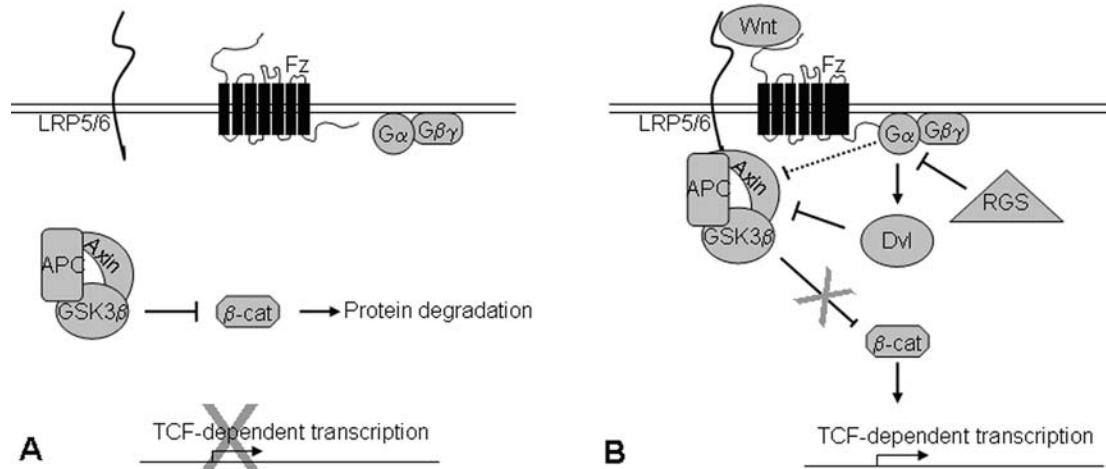 Fz
LRP5/6
Gα
Gβγ
APC
Axin
GSK3β
β-cat
Protein degradation
TCF-dependent transcription
A
Wnt
Fz
LRP5/6
Gα
Gβγ
APC
Axin
GSK3β
Dvl
RGS
β-cat
TCF-dependent transcription
B